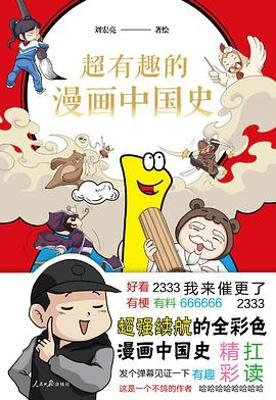 刘宏亮 —— 著绘
超有趣的
漫画中国史
好看 2333 我来催更了
有梗 有料 666666 2333
超强续航的全彩色
漫画中国史 精彩 扛读
发个弹幕见证一下 有趣
这是一个不鸽的作者 哈哈哈哈哈哈哈哈
人民日报出版社